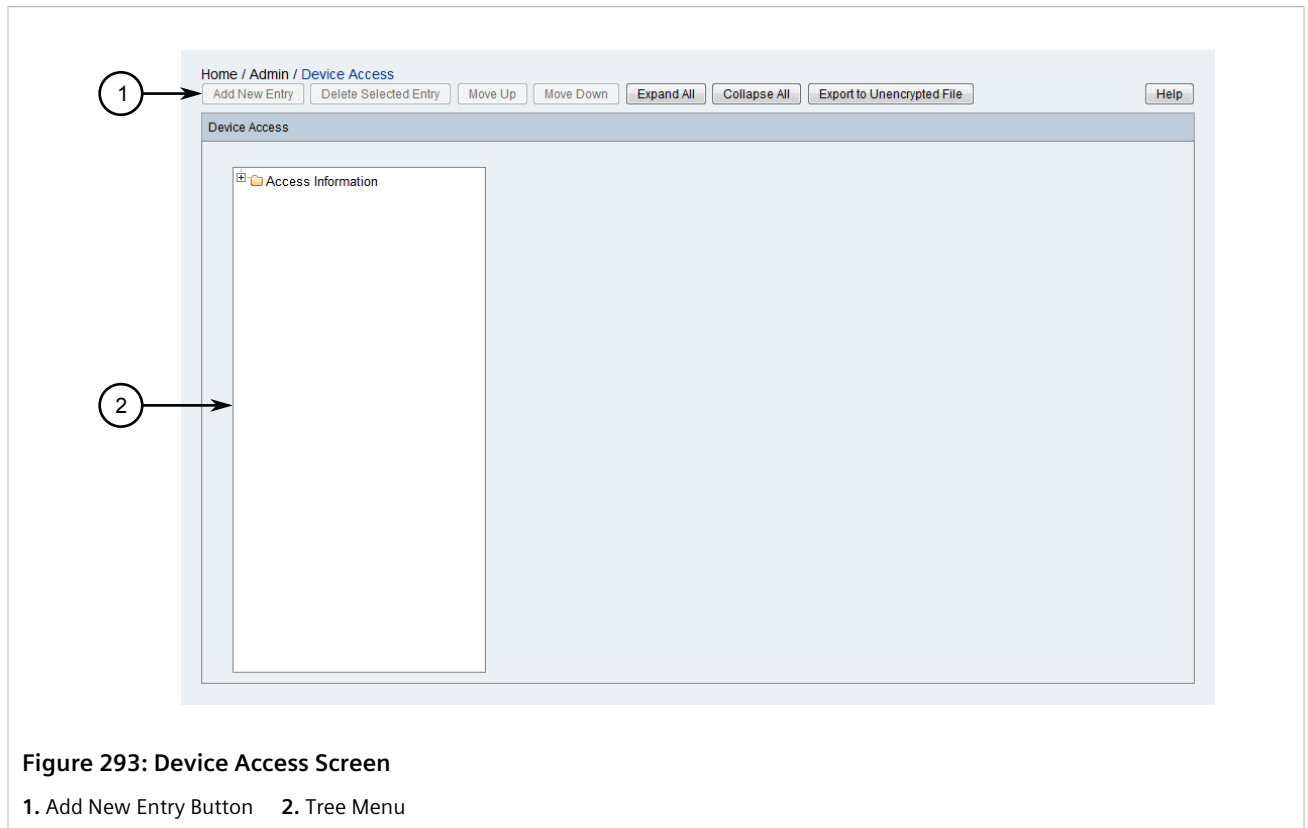 Home / Admin / Device Access
1
Add New Entry Delete Selected Entry Move Up Move Down Expand All Collapse All Export to Unencrypted File Help
Device Access
Access Information
2
Figure 293: Device Access Screen
1. Add New Entry Button 2. Tree Menu